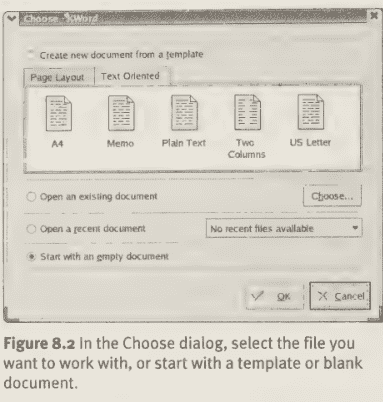 Choose KWord
Create new document from a template
Page Layout Text Oriented
A4 Memo Plain Text Two Columns US Letter
Open an existing document Choose...
Open a recent document No recent files available
Start with an empty document
OK Cancel
Figure 8.2 In the Choose dialog, select the file you
want to work with, or start with a template or blank
document.